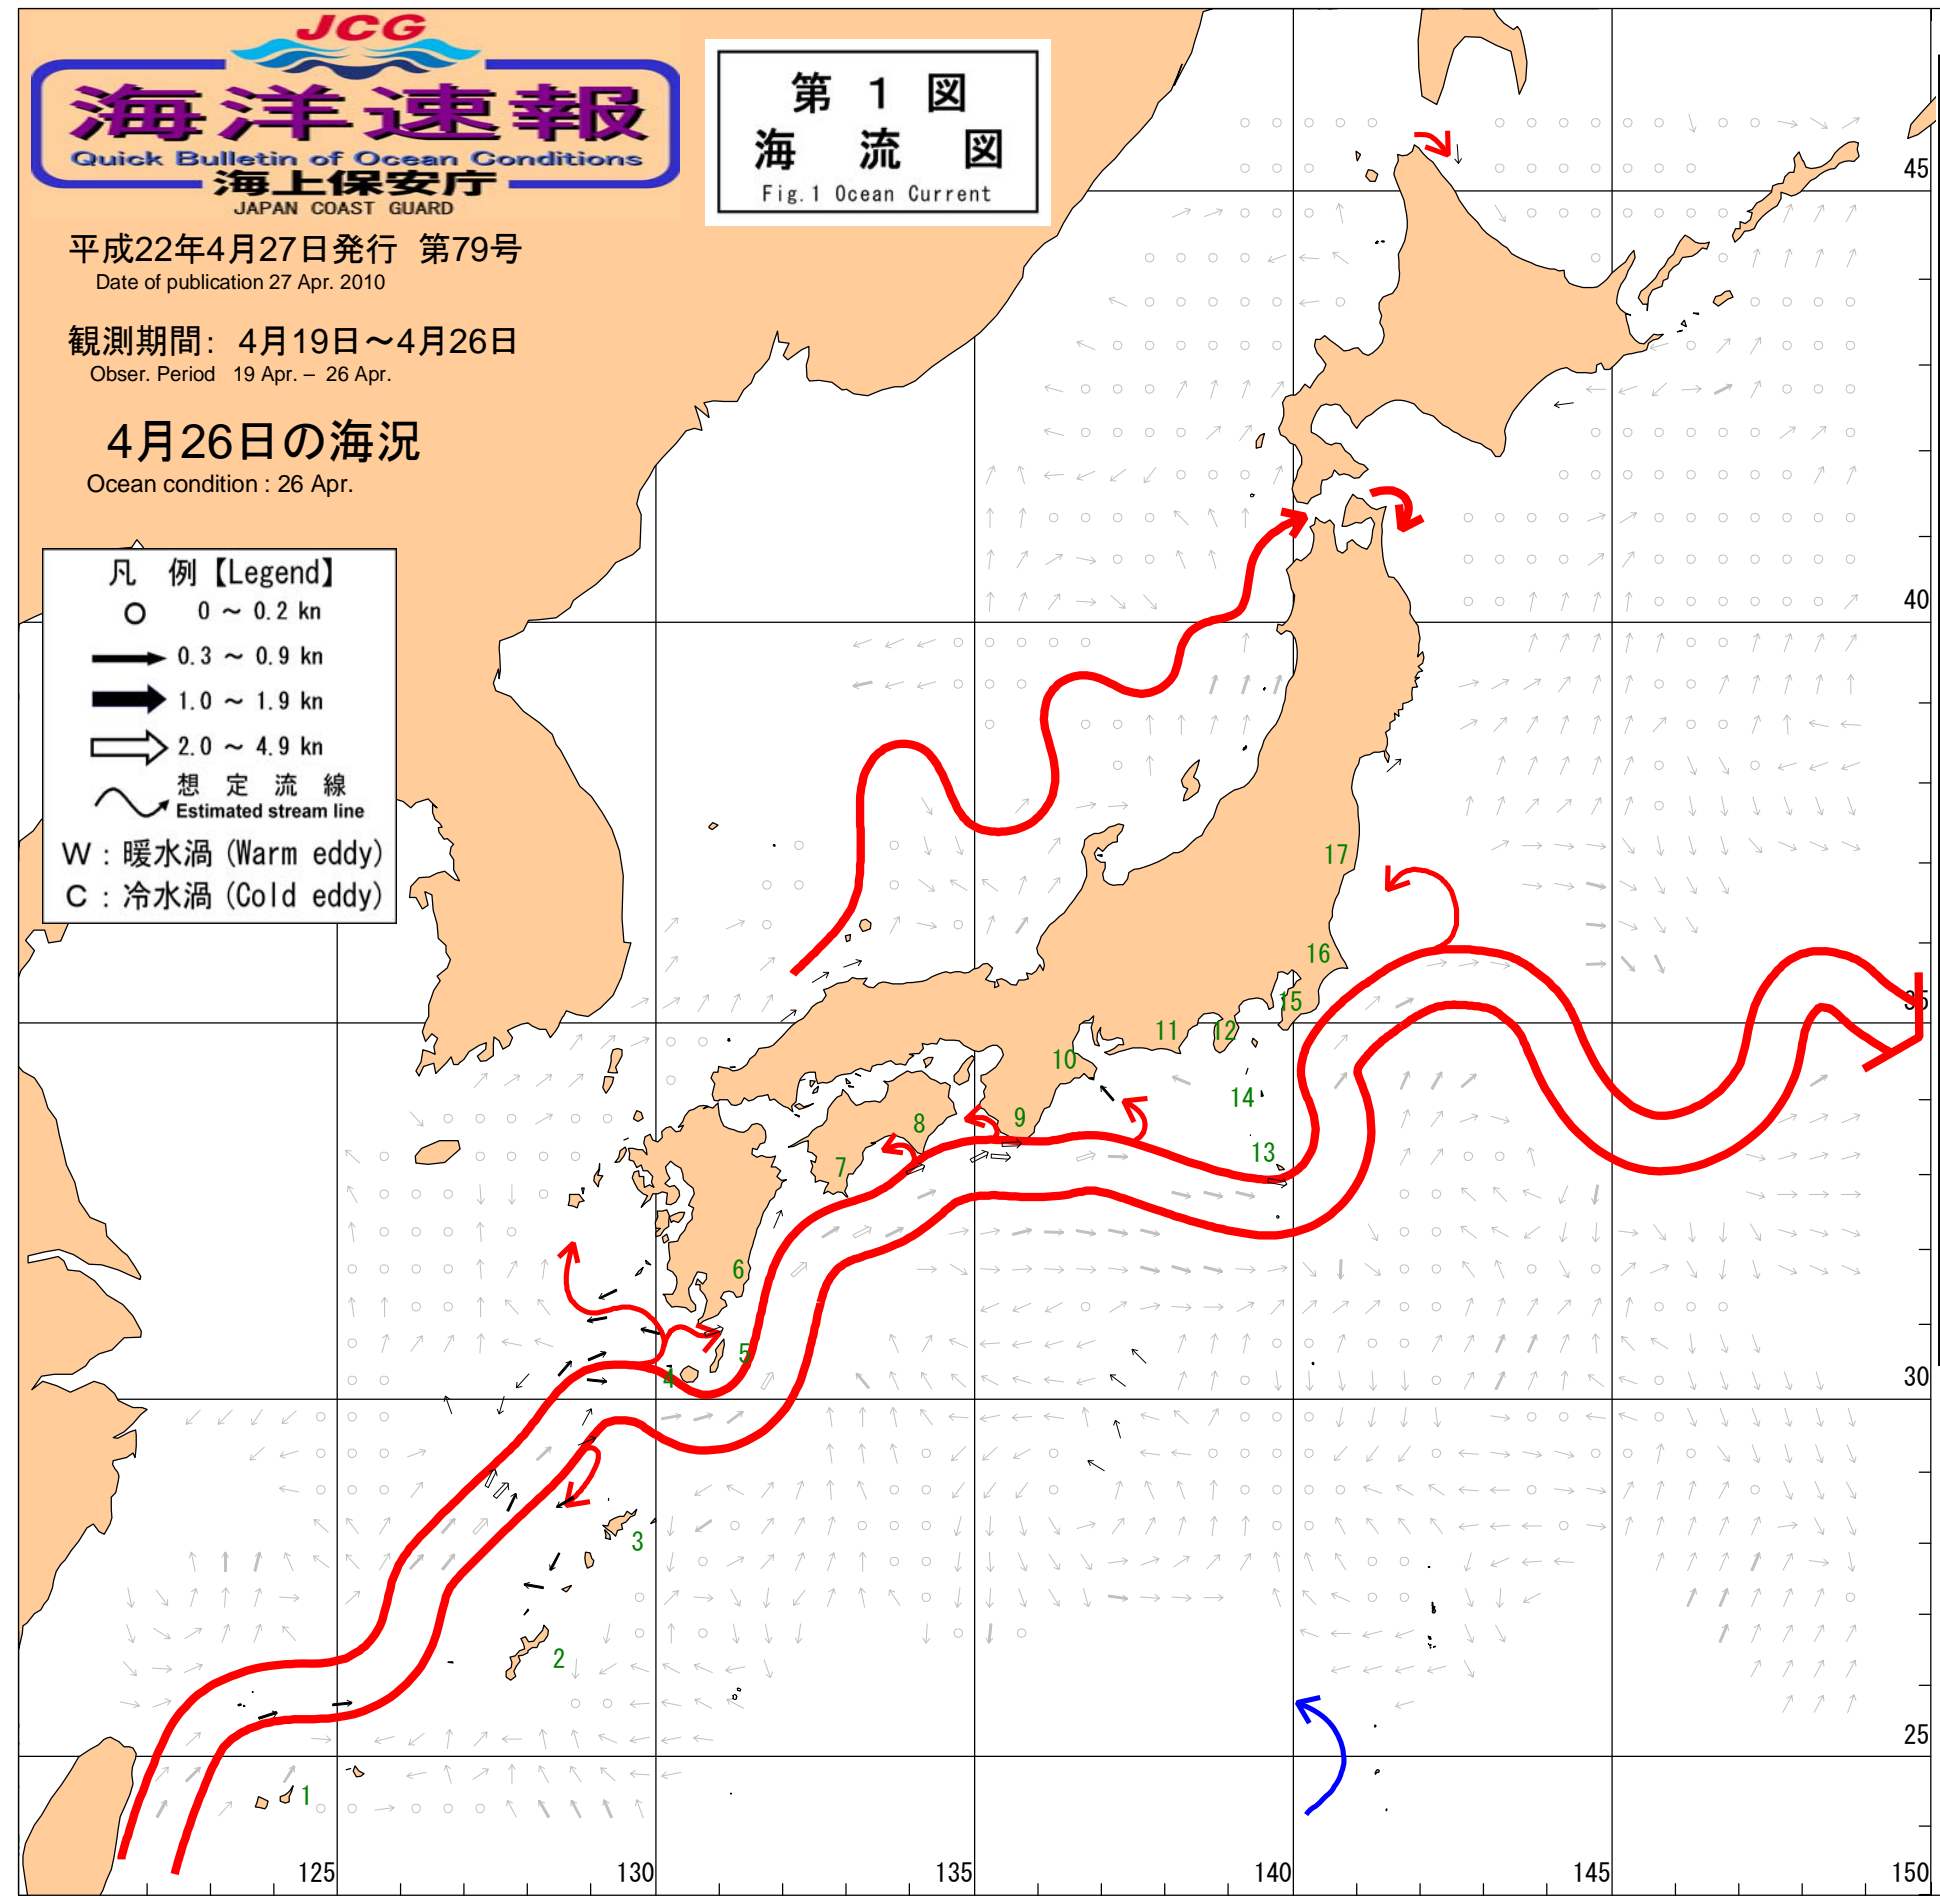 JCG
海洋速報
Quick Bulletin of Ocean Conditions
海上保安庁
JAPAN COAST GUARD
第 1 図
海 流 図
Fig.1 Ocean Current
平成22年4月27日発行 第79号
Date of publication 27 Apr. 2010
観測期間: 4月19日～4月26日
Obser. Period 19 Apr. – 26 Apr.
4月26日の海況
Ocean condition : 26 Apr.
凡 例【Legend】
0 ～ 0.2 kn
0.3 ～ 0.9 kn
1.0 ～ 1.9 kn
2.0 ～ 4.9 kn
想 定 流 線
Estimated stream line
W : 暖水渦 (Warm eddy)
C : 冷水渦 (Cold eddy)
45
40
35
30
25
17
16
15
11
12
10
14
9
8
13
7
6
5
4
3
2
1
125
130
135
140
145
150